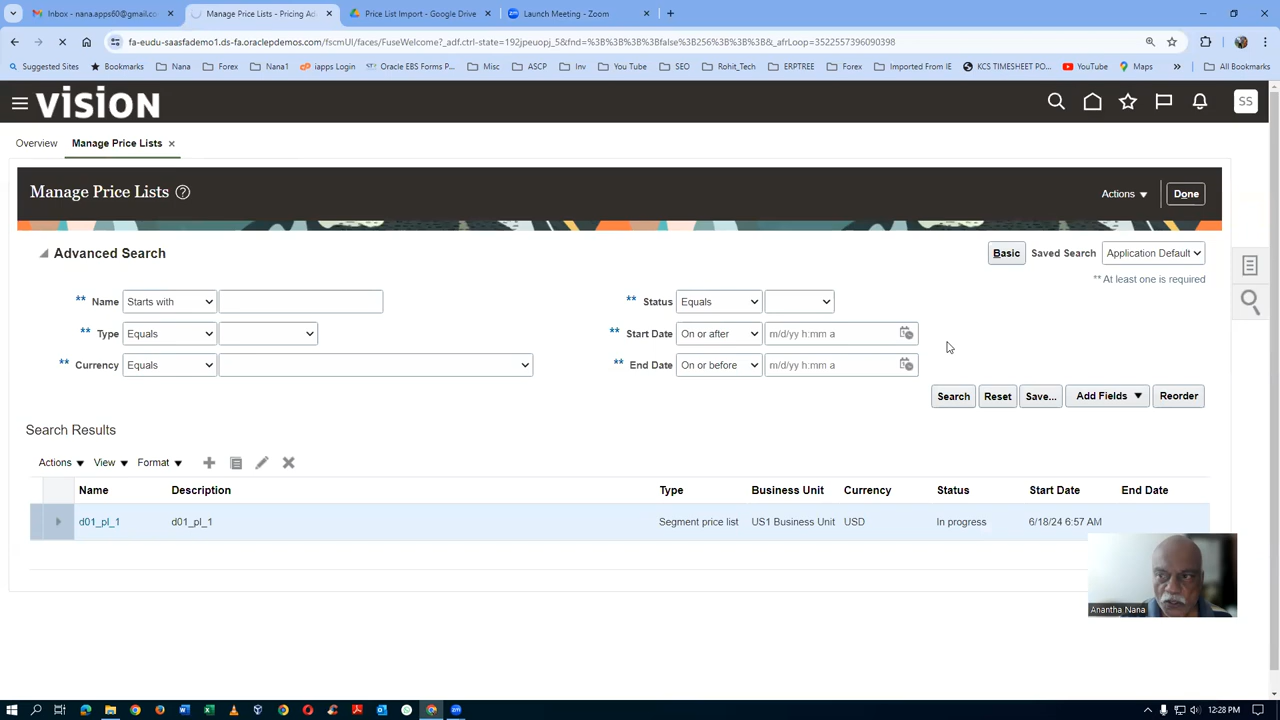 Inbox - nana.apps60@gmail.co
Manage Price Lists - Pricing Ad
Price List Import - Google Drive
Launch Meeting - Zoom
fa-eudu-saasfademo1.ds-fa.oraclepdemos.com/fscmUI/faces/FuseWelcome?_adf.ctrl-state=192jpeuopj_5&fnd=%3B%3B%3B%3Bfalse%3B256%3B%3B%3B&_afrLoop=3522557396090398
Suggested Sites
Bookmarks
Nana
Forex
Nana1
iapps Login
Oracle EBS Forms P...
Misc
ASCP
Inv
You Tube
SEO
Rohit_Tech
ERPTREE
Forex
Imported From IE
KCS TIMESHEET PO...
YouTube
Maps
All Bookmarks
VISION
SS
Overview
Manage Price Lists
Manage Price Lists
Actions
Done
Advanced Search
Basic
Saved Search
Application Default
** At least one is required
** Name
Starts with
** Status
Equals
** Type
Equals
** Start Date
On or after
m/d/yy h:mm a
** Currency
Equals
** End Date
On or before
m/d/yy h:mm a
Search
Reset
Save...
Add Fields
Reorder
Search Results
Actions
View
Format
Name Description Type Business Unit Currency Status Start Date End Date
d01_pl_1 d01_pl_1 Segment price list US1 Business Unit USD In progress 6/18/24 6:57 AM
Anantha_Nana
12:28 PM